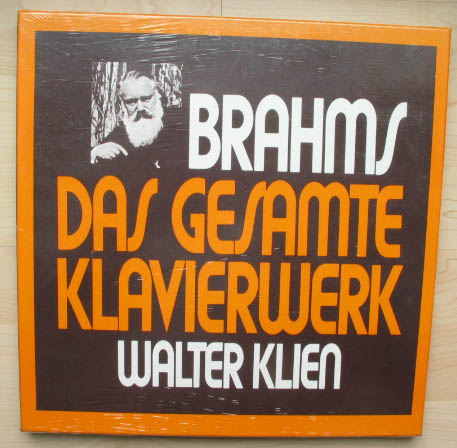 BRAHMS
DAS GESAMTE
KLAVIERWERK
WALTER KLIEN